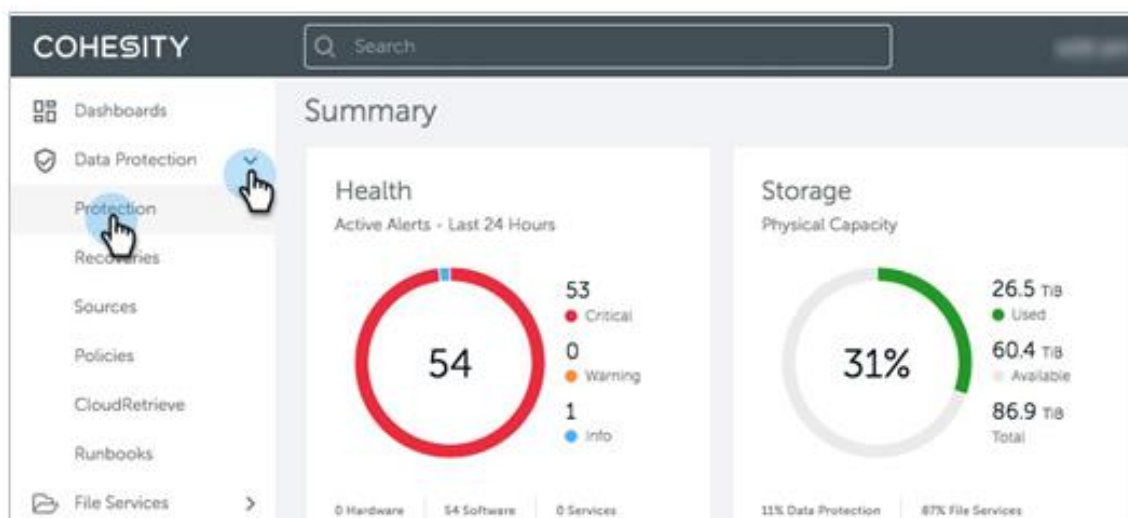 COHESITY
Search
Dashboards
Data Protection
Protection
Recoveries
Sources
Policies
CloudRetrieve
Runbooks
File Services
Summary
Health
Active Alerts - Last 24 Hours
54
53
Critical
0
Warning
1
Info
0 Hardware
54 Software
0 Services
Storage
Physical Capacity
31%
26.5 TiB
Used
60.4 TiB
Available
86.9 TiB
Total
11% Data Protection
87% File Services